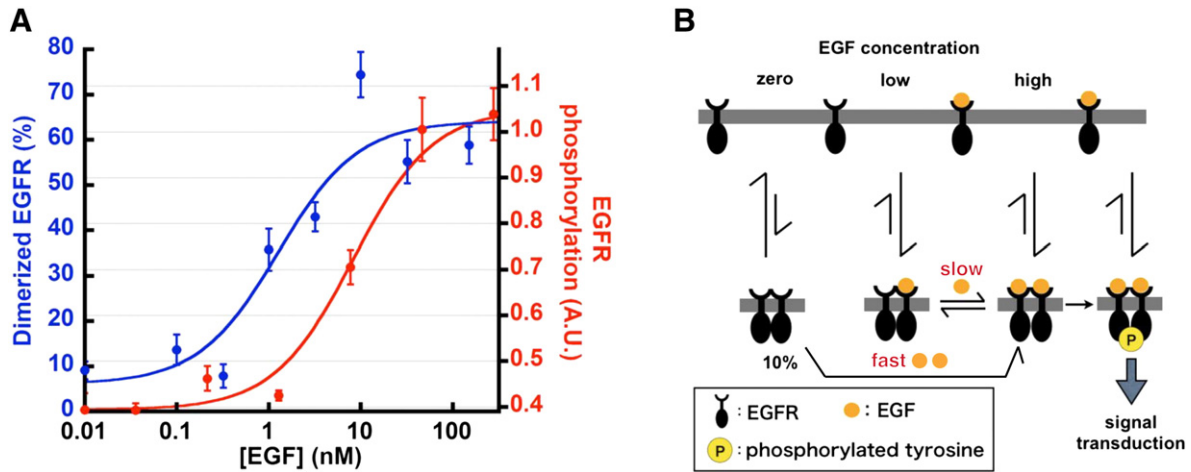 A
Dimerized EGFR (%)
80
70
60
50
40
30
20
10
0
0.01
0.1
1
10
100
[EGF] (nM)
1.1
1.0
0.9
0.8
0.7
0.6
0.5
0.4
EGFR
phosphorylation (A.U.)
B
EGF concentration
zero
low
high
slow
10%
fast
P
signal
transduction
: EGFR
: EGF
P : phosphorylated tyrosine